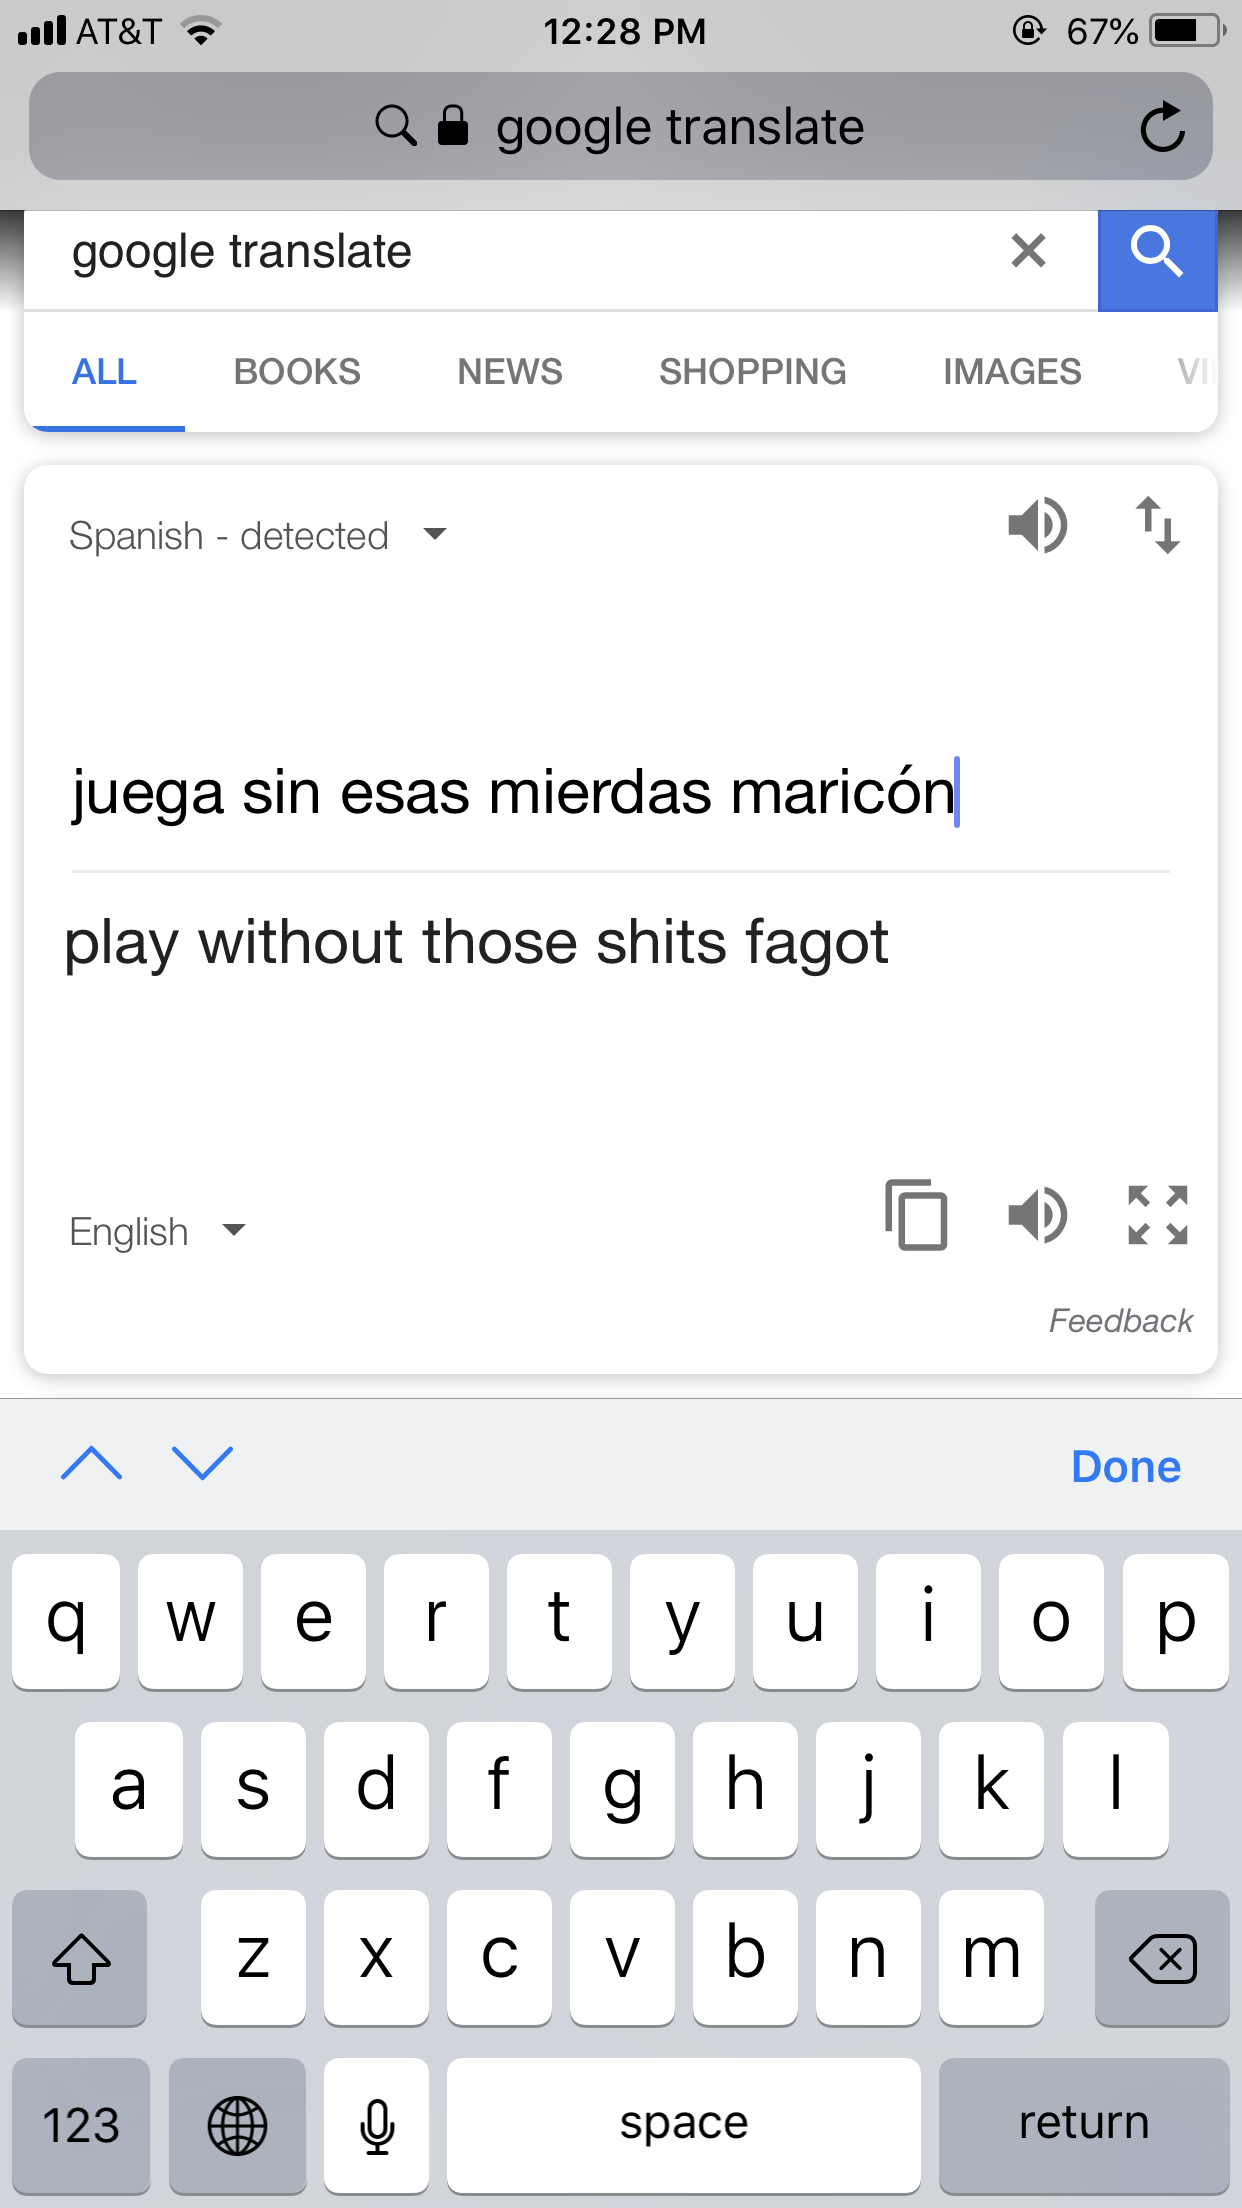 AT&T 12:28 PM 67%
google translate
google translate
ALL BOOKS NEWS SHOPPING IMAGES
Spanish - detected
juega sin esas mierdas maricón
play without those shits fagot
English
Feedback
Done
q w e r t y u i o p
a s d f g h j k l
z x c v b n m
123 space return